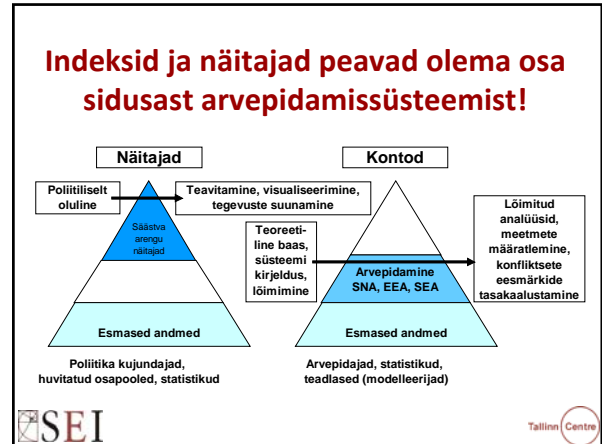 Indeksid ja näitajad peavad olema osa
sidusast arvepidamissüsteemist!
Näitajad
Poliitiliselt
oluline
Teavitamine, visualiseerimine,
tegevuste suunamine
Säästva
arengu
näitajad
Esmased andmed
Poliitika kujundajad,
huvitatud osapooled, statistikud
Kontod
Teoreeti-
line baas,
süsteemi
kirjeldus,
lõimimine
Arvepidamine
SNA, EEA, SEA
Lõimitud
analüüsid,
meetmete
määratlemine,
konfliktsete
eesmärkide
tasakaalustamine
Esmased andmed
Arvepidajad, statistikud,
teadlased (modelleerijad)
SEI
Tallinn Centre